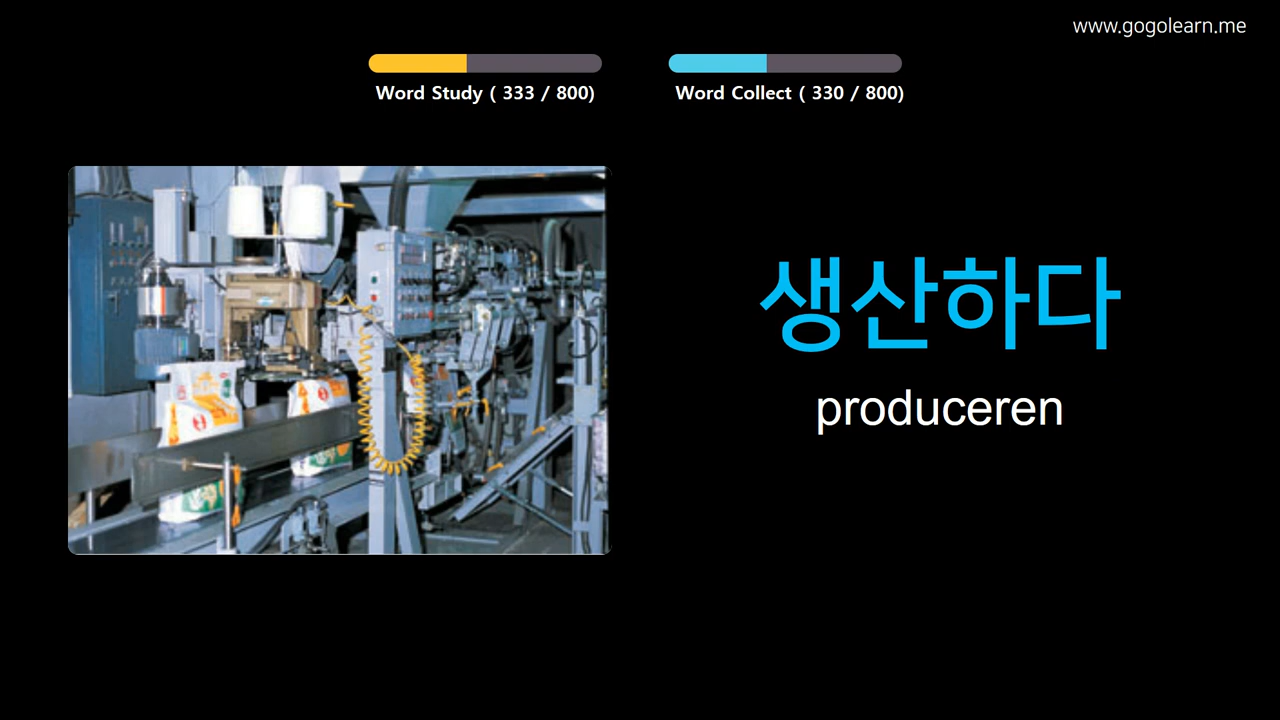 www.gogolearn.me
Word Study ( 333 / 800)
Word Collect ( 330 / 800)
생산하다
produceren